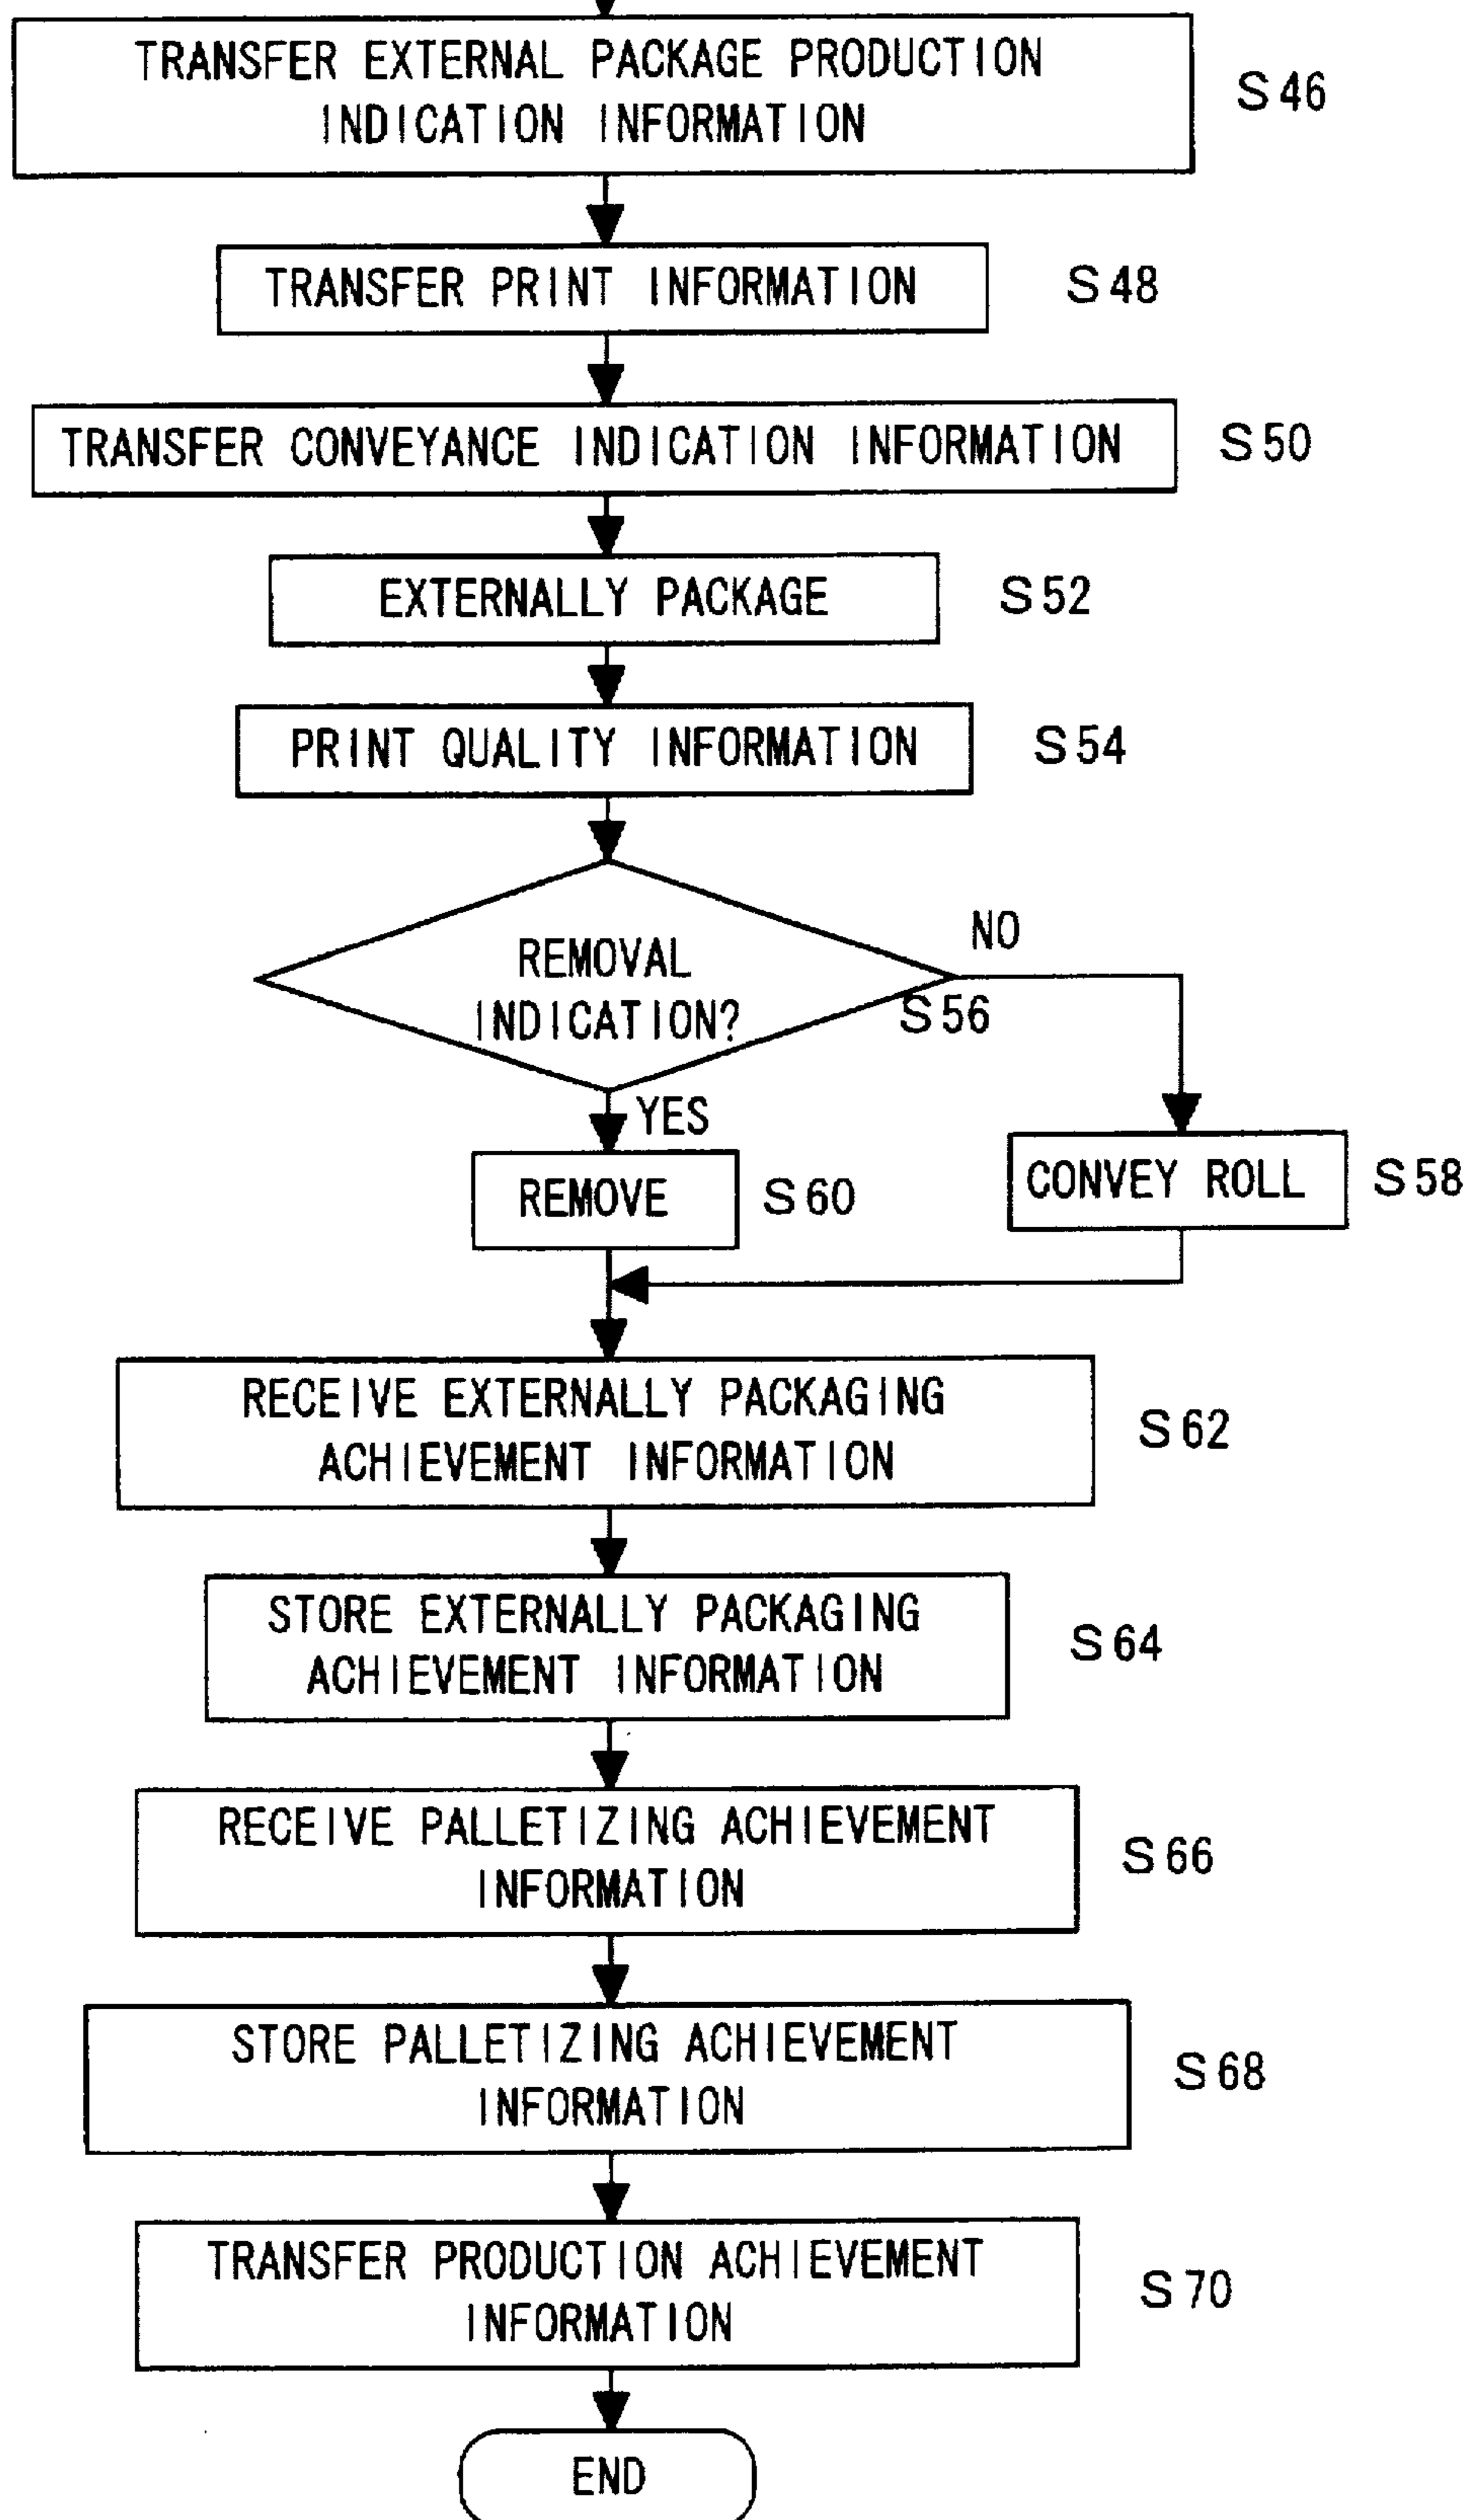 TRANSFER EXTERNAL PACKAGE PRODUCTION
INDICATION INFORMATION
S46
TRANSFER PRINT INFORMATION
S48
TRANSFER CONVEYANCE INDICATION INFORMATION
S50
EXTERNALLY PACKAGE
S52
PRINT QUALITY INFORMATION
S54
REMOVAL
INDICATION?
S56
NO
YES
CONVEY ROLL
S58
REMOVE
S60
RECEIVE EXTERNALLY PACKAGING
ACHIEVEMENT INFORMATION
S62
STORE EXTERNALLY PACKAGING
ACHIEVEMENT INFORMATION
S64
RECEIVE PALLETIZING ACHIEVEMENT
INFORMATION
S66
STORE PALLETIZING ACHIEVEMENT
INFORMATION
S68
TRANSFER PRODUCTION ACHIEVEMENT
INFORMATION
S70
END